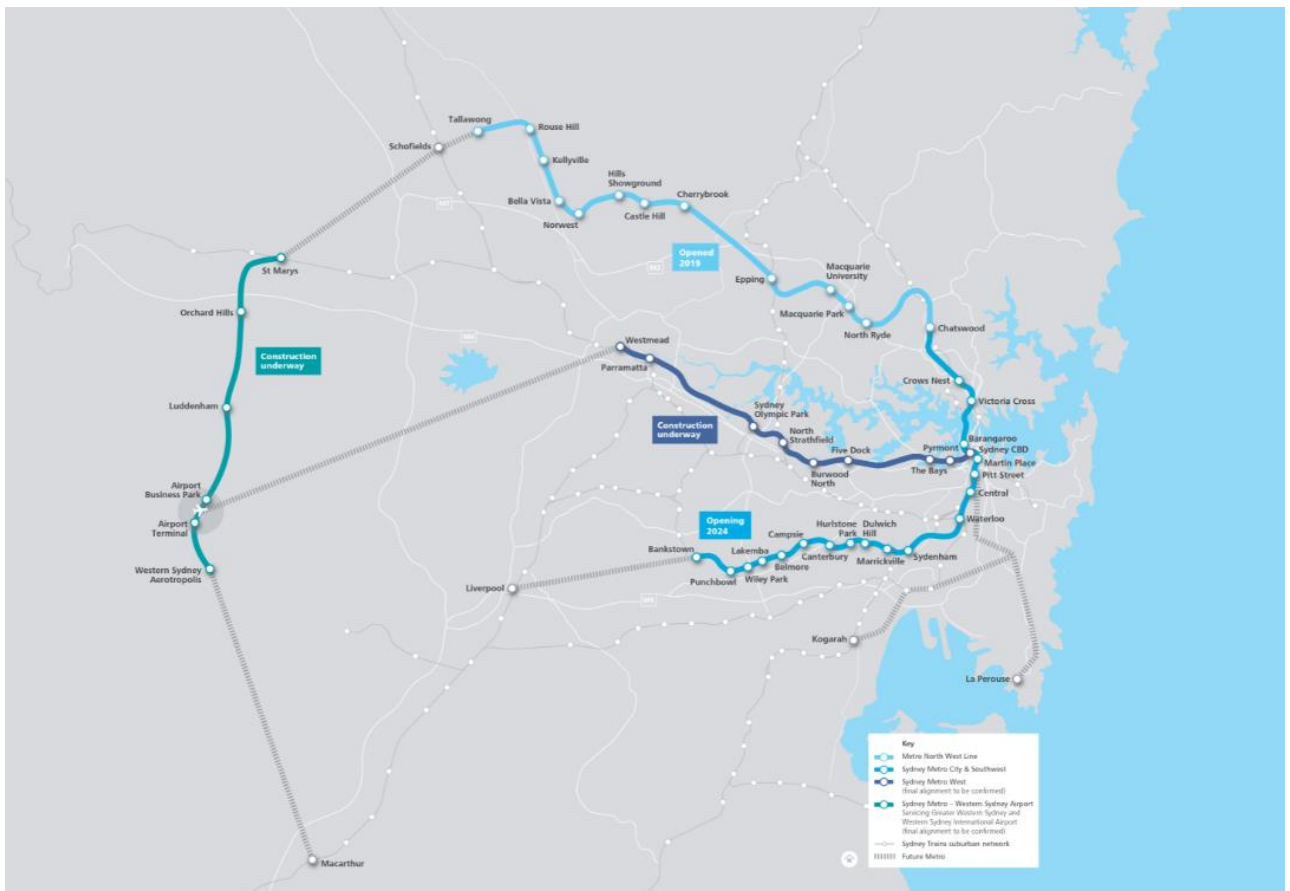 Tallawong
Rouse Hill
Schofields
Kellyville
Hills
Showground
Cherrybrook
Bella Vista
Castle Hill
Norwest
M7
Opened
2019
M2
St Marys
Epping
Macquarie
University
Orchard Hills
Macquarie Park
North Ryde
Chatswood
M4
Westmead
Construction
underway
Parramatta
Crows Nest
Victoria Cross
Luddenham
Sydney
Olympic Park
Construction
underway
North
Strathfield
Five Dock
Pyrmont
Barangaroo
Sydney CBD
Martin Place
The Bays
Burwood
North
Pitt Street
Airport
Business Park
Central
Airport
Terminal
Opening
2024
Waterloo
Campsie
Hurlstone
Park
Dulwich
Hill
Bankstown
Lakemba
Canterbury
Sydenham
Belmore
Marrickville
Punchbowl
Wiley Park
Western Sydney
Aerotropolis
Liverpool
M5
Kogarah
La Perouse
Macarthur
Key
Metro North West Line
Sydney Metro City & Southwest
Sydney Metro West
(final alignment to be confirmed)
Sydney Metro – Western Sydney Airport
Servicing Greater Western Sydney and
Western Sydney International Airport
(final alignment to be confirmed)
Sydney Trains suburban network
Future Metro